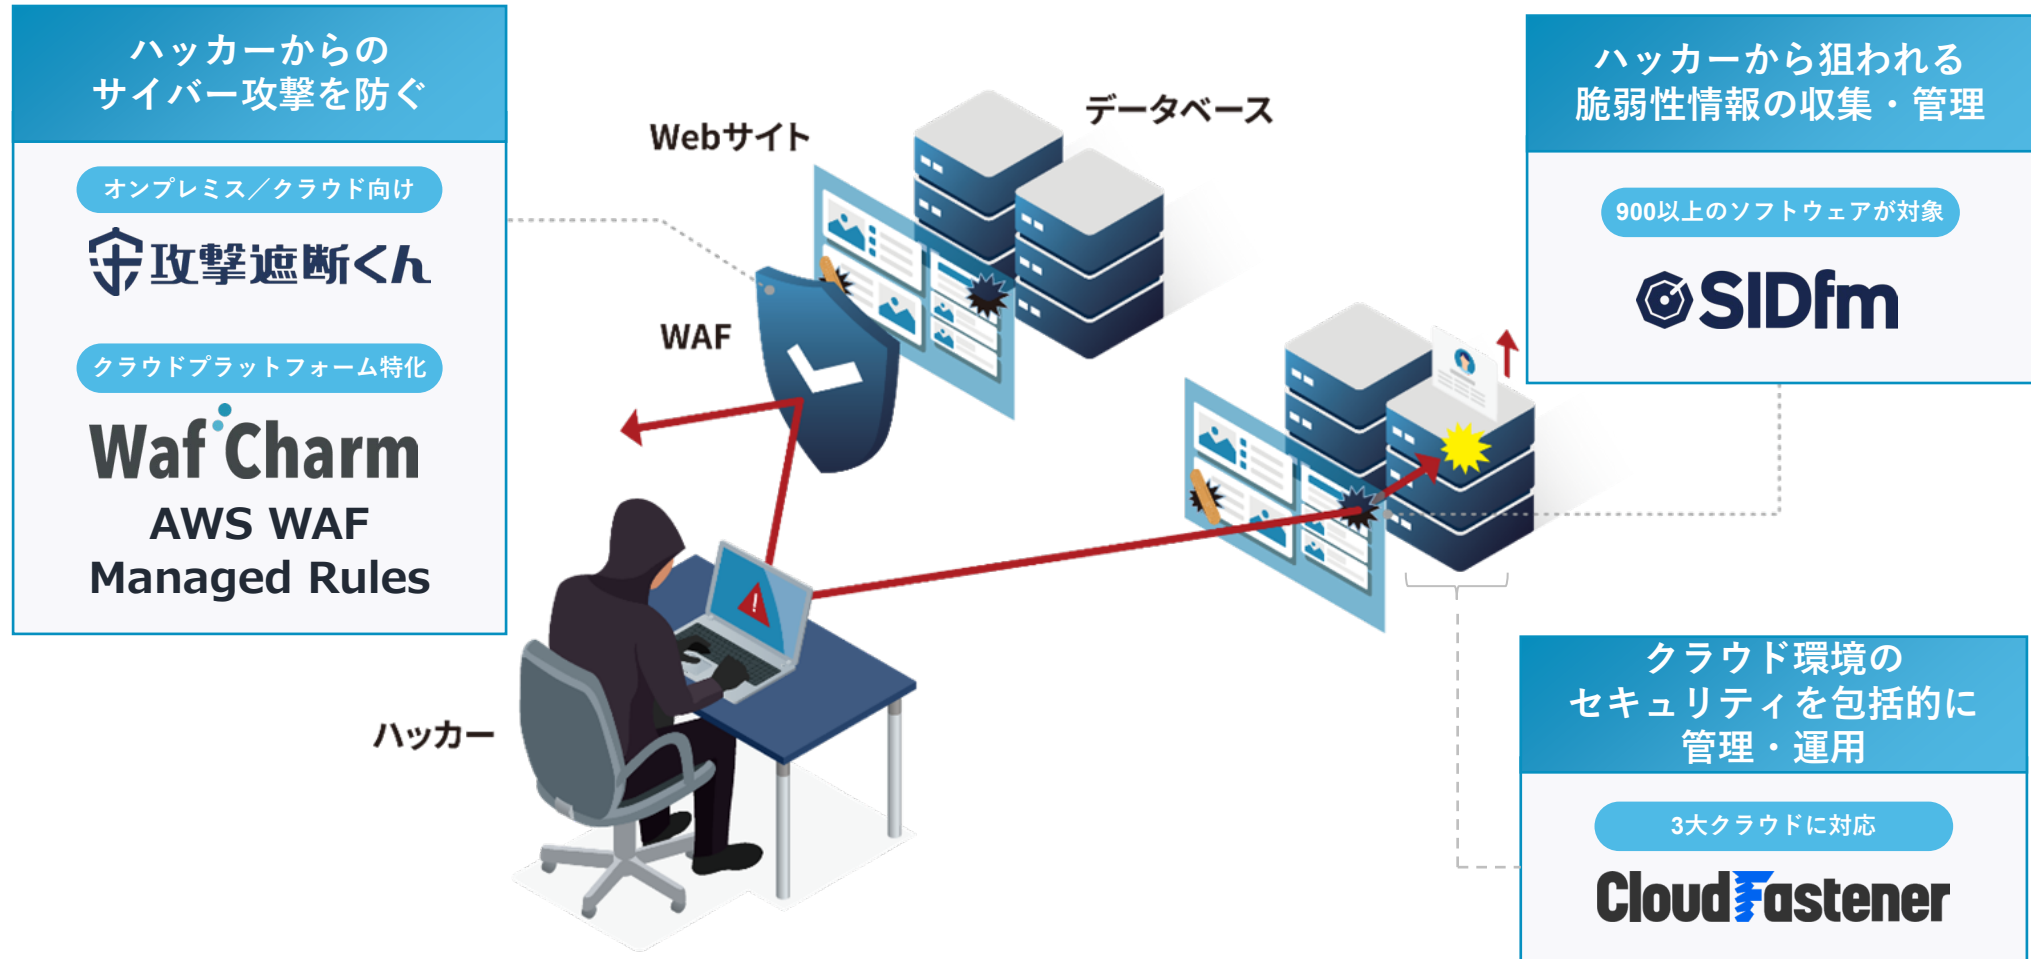 ハッカーからの
サイバー攻撃を防ぐ
オンプレミス／クラウド向け
攻撃遮断くん
クラウドプラットフォーム特化
WafCharm
AWS WAF
Managed Rules
Webサイト
データベース
WAF
ハッカー
ハッカーから狙われる
脆弱性情報の収集・管理
900以上のソフトウェアが対象
SIDfm
クラウド環境の
セキュリティを包括的に
管理・運用
3大クラウドに対応
CloudFastener